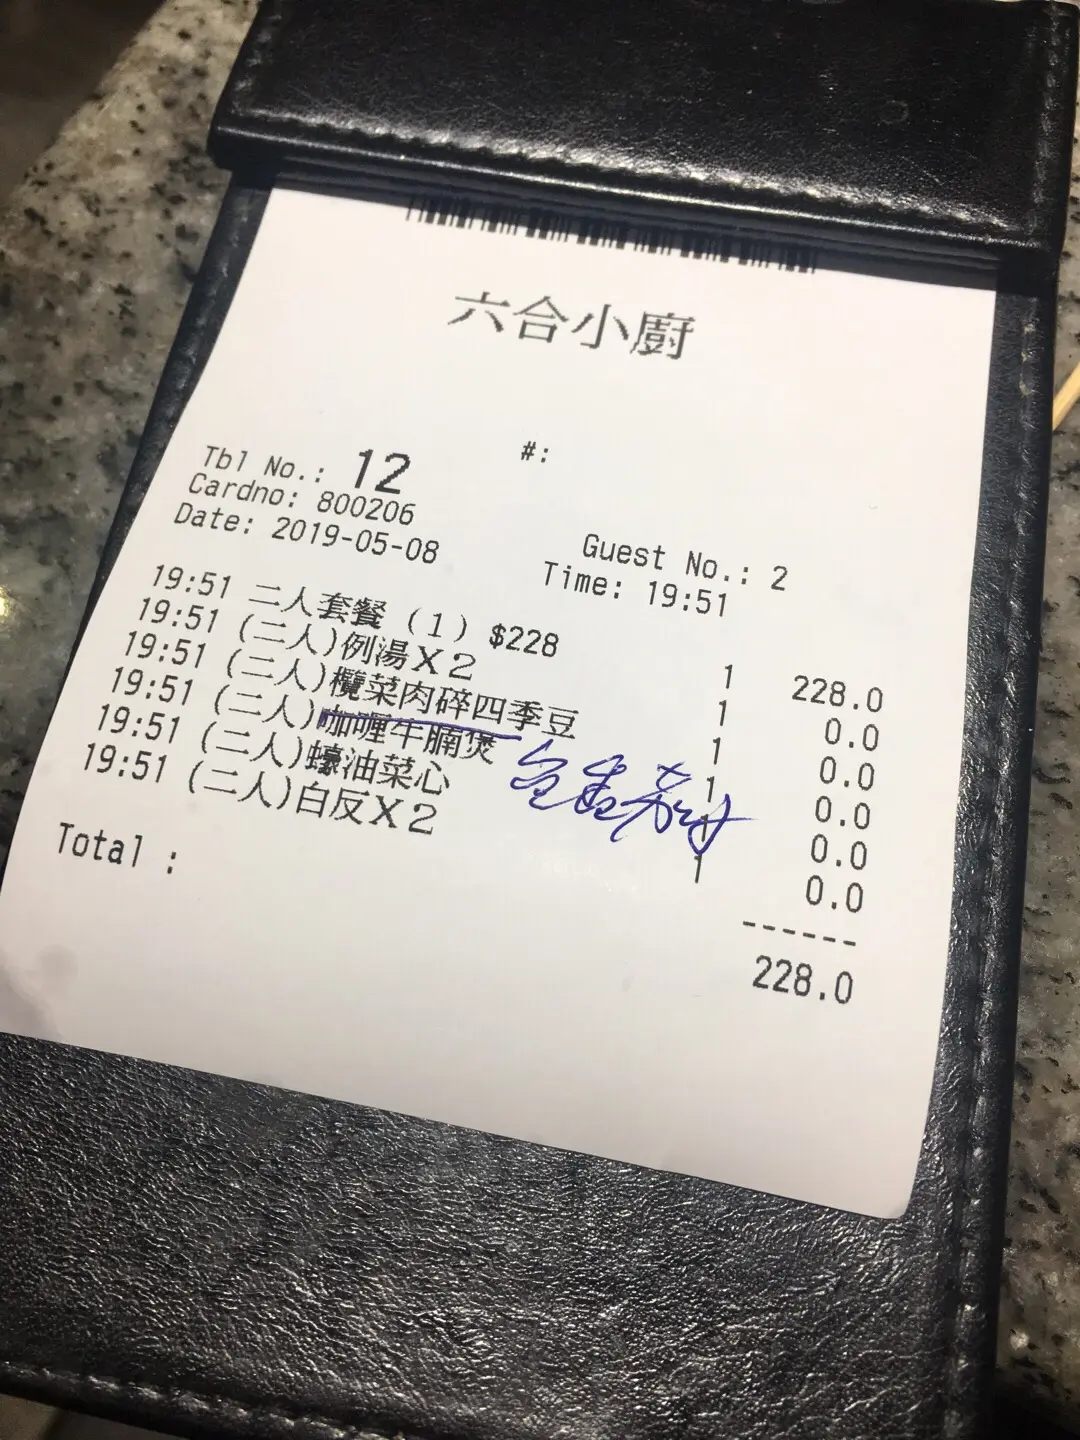 六合小廚
#:
Tbl No.: 12
Cardno: 800206
Guest No.: 2
Date: 2019-05-08
Time: 19:51
19:51 二人套餐（1）$228 1 228.0
19:51 (二人)例湯X2 1 0.0
19:51 (二人)欖菜肉碎四季豆 1 0.0
19:51 (二人)咖喱牛腩煲 1 0.0
19:51 (二人)蠔油菜心 1 0.0
19:51 (二人)白反X2 1 0.0
------
Total : 228.0